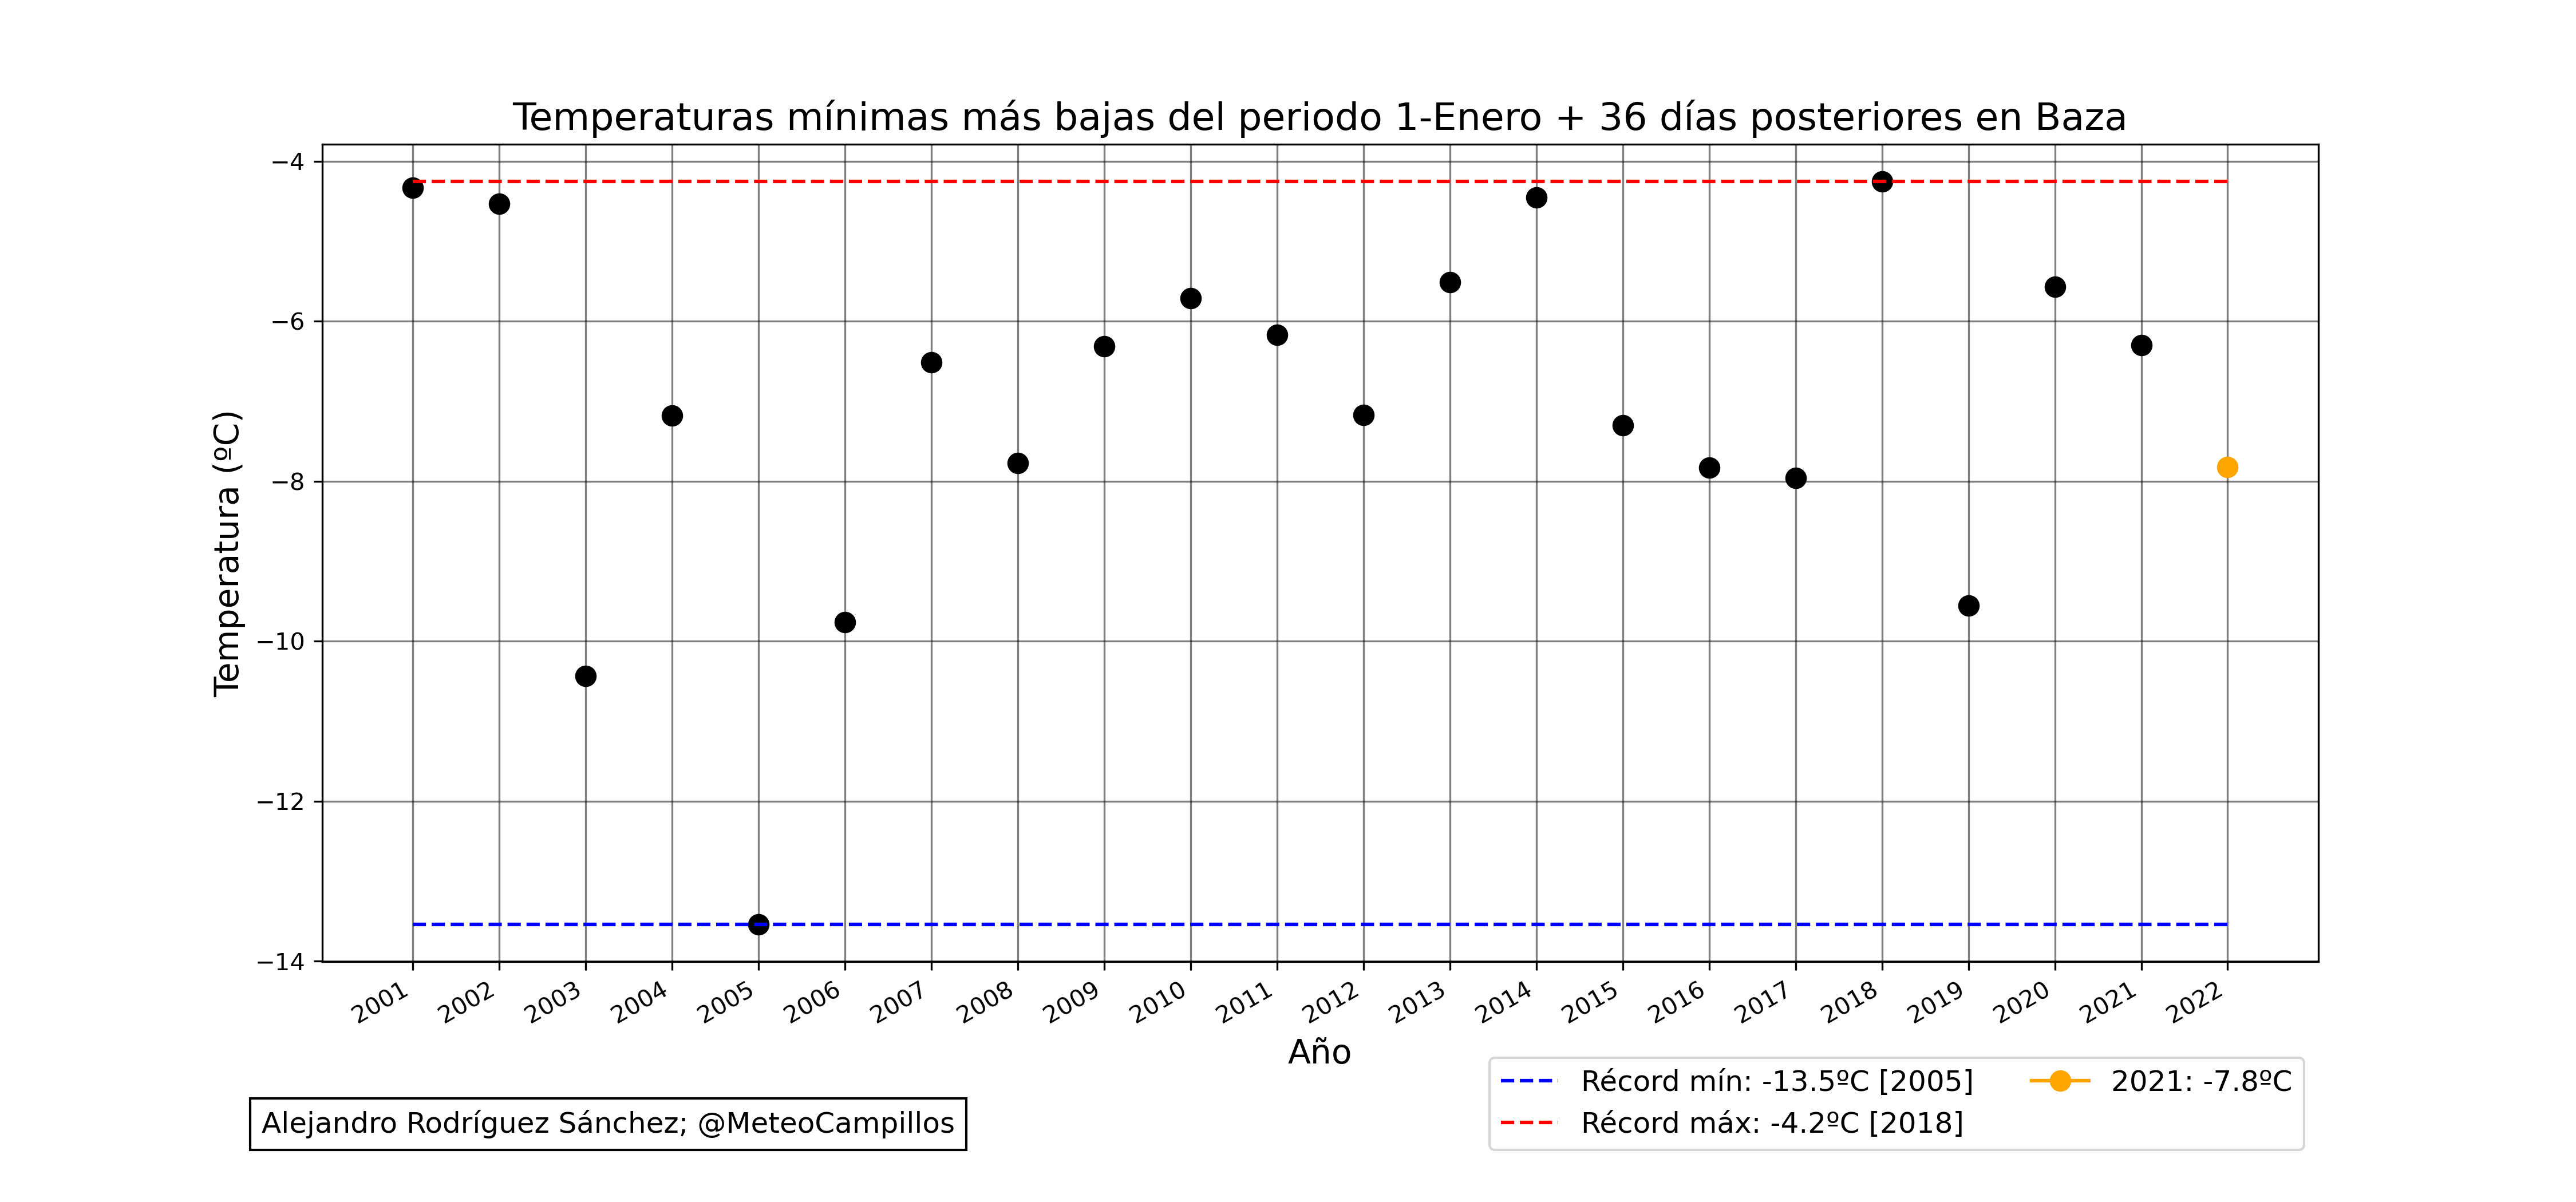 Temperaturas mínimas más bajas del periodo 1-Enero + 36 días posteriores en Baza
Temperatura (ºC)
−4
−6
−8
−10
−12
−14
2001 2002 2003 2004 2005 2006 2007 2008 2009 2010 2011 2012 2013 2014 2015 2016 2017 2018 2019 2020 2021 2022
Año
Récord mín: -13.5ºC [2005] 2021: -7.8ºC
Récord máx: -4.2ºC [2018]
Alejandro Rodríguez Sánchez; @MeteoCampillos